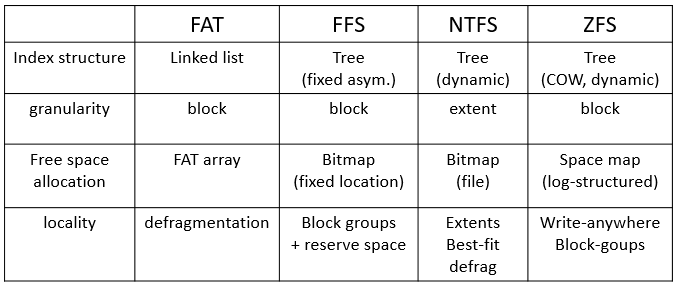 FAT FFS NTFS ZFS
Index structure Linked list Tree Tree Tree
(fixed asym.) (dynamic) (COW, dynamic)
granularity block block extent block
Free space FAT array Bitmap Bitmap Space map
allocation (fixed location) (file) (log-structured)
locality defragmentation Block groups Extents Write-anywhere
+ reserve space Best-fit Block-goups
defrag